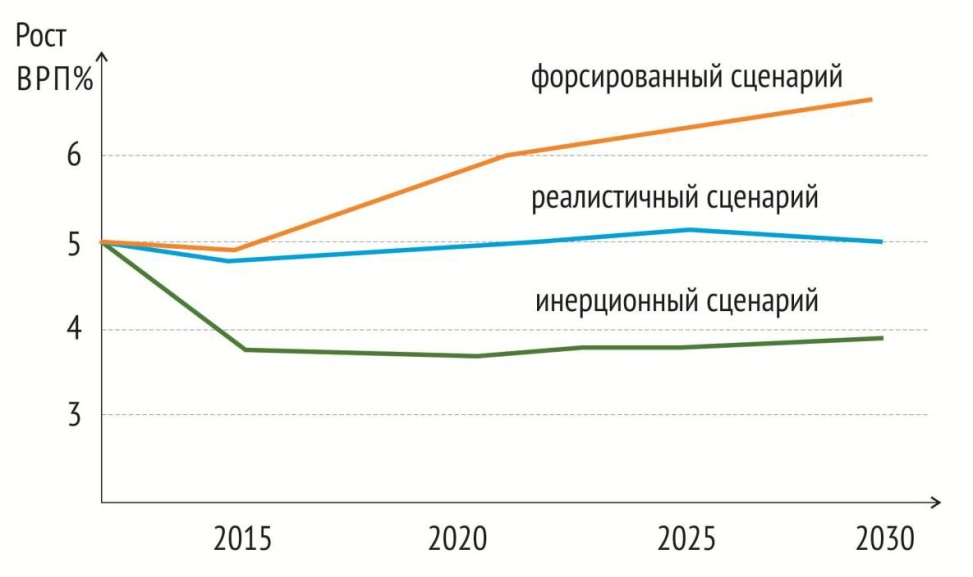 Рост
ВРП%
форсированный сценарий
6
реалистичный сценарий
5
инерционный сценарий
4
3
2015 2020 2025 2030